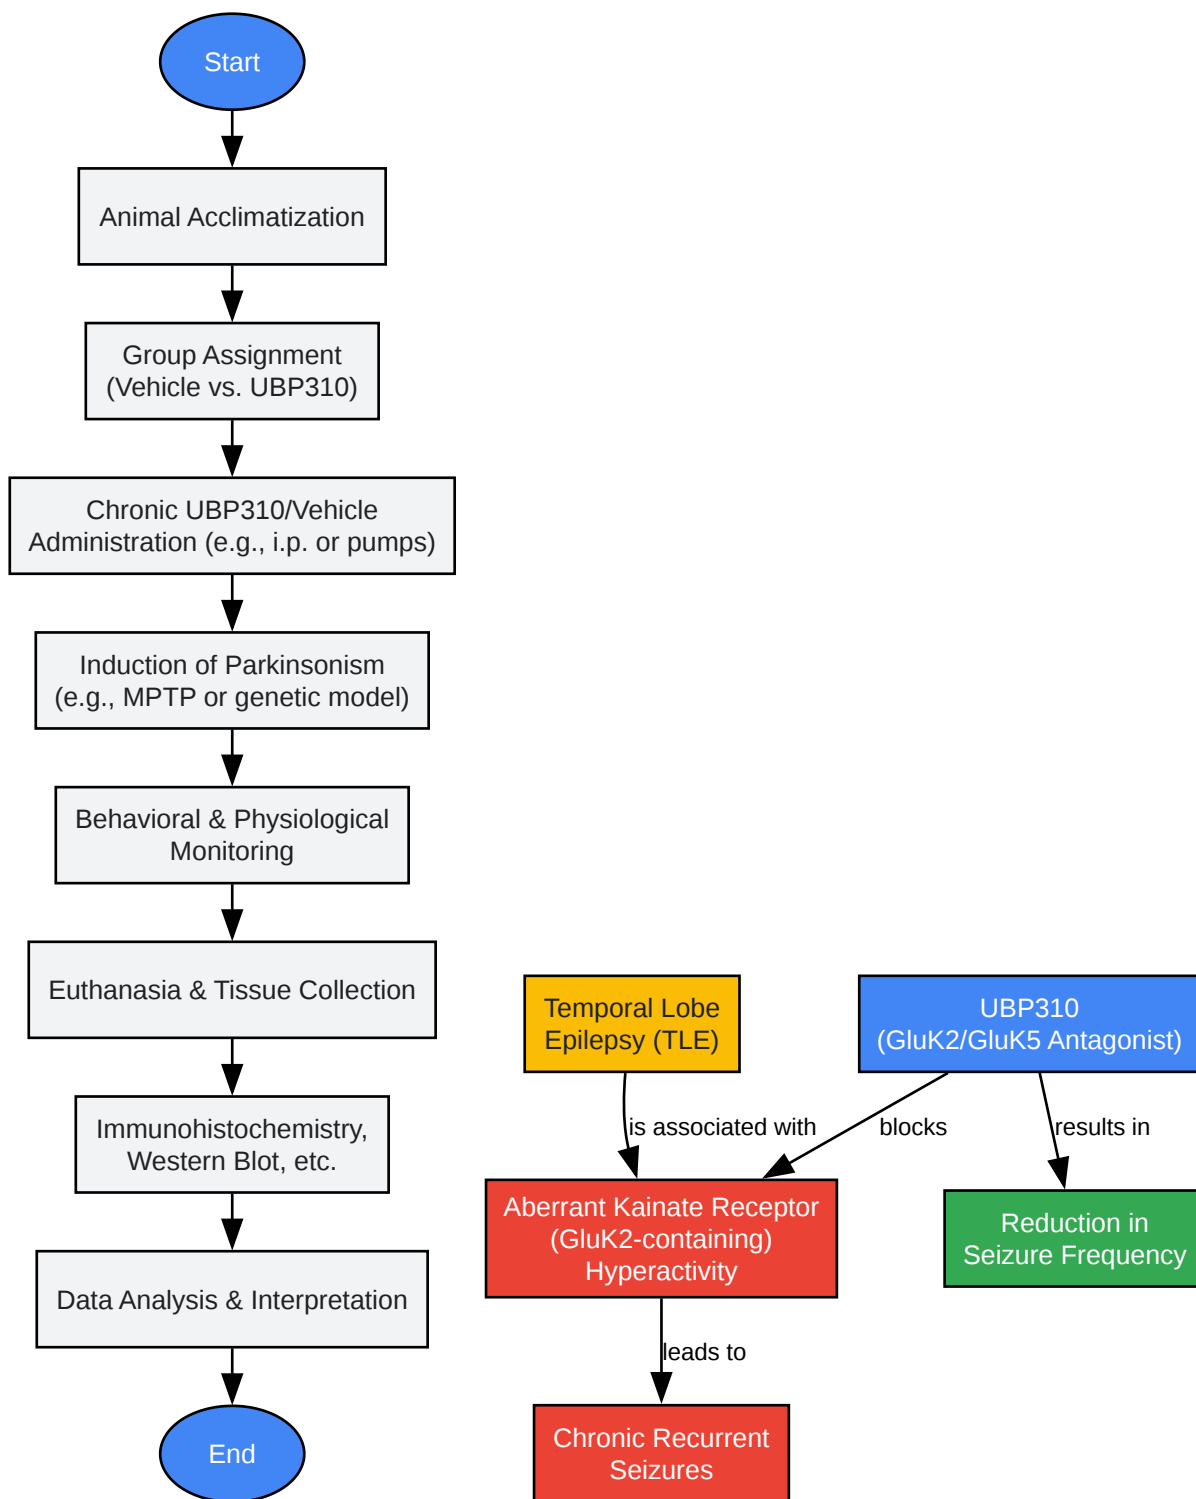 Start
Animal Acclimatization
Group Assignment
(Vehicle vs. UBP310)
Chronic UBP310/Vehicle
Administration (e.g., i.p. or pumps)
Induction of Parkinsonism
(e.g., MPTP or genetic model)
Behavioral & Physiological
Monitoring
Euthanasia & Tissue Collection
Immunohistochemistry,
Western Blot, etc.
Data Analysis & Interpretation
End
Temporal Lobe
Epilepsy (TLE)
UBP310
(GluK2/GluK5 Antagonist)
is associated with
blocks
results in
Aberrant Kainate Receptor
(GluK2-containing)
Hyperactivity
Reduction in
Seizure Frequency
leads to
Chronic Recurrent
Seizures